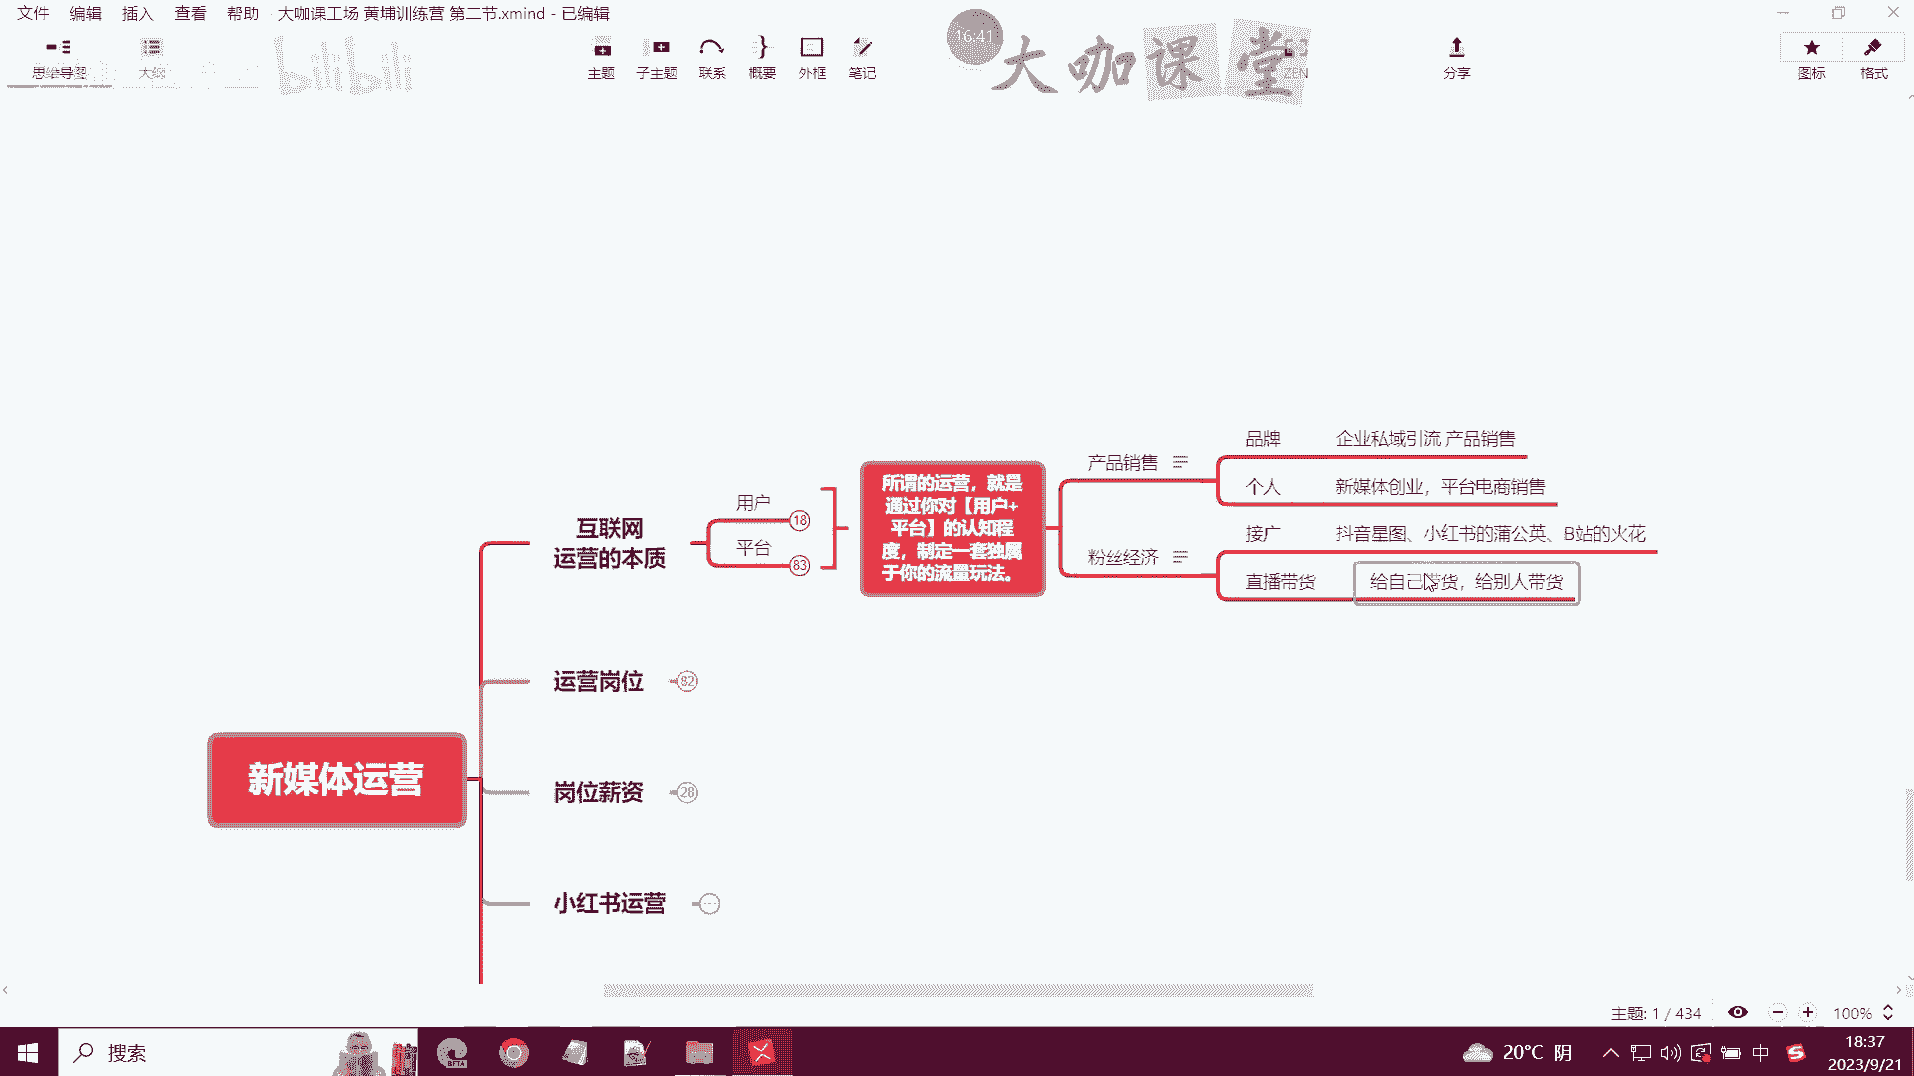 文件 编辑 插入 查看 帮助 大咖课工场 黄埔训练营 第二节.xmind - 已编辑
思维导图 大纲 主题 子主题 联系 概要 外框 笔记 ZEN 分享 图标 格式
bilibili
16:41
大咖课堂
品牌 企业私域引流 产品销售
产品销售
个人 新媒体创业，平台电商销售
所谓的运营，就是
通过你对【用户+
平台】的认知程
度，制定一套独属
于你的流量玩法。
互联网
运营的本质
用户 18
平台 83
接广 抖音星图、小红书的蒲公英、B站的火花
粉丝经济
直播带货 给自己带货，给别人带货
运营岗位 82
新媒体运营
岗位薪资 28
小红书运营
主题: 1 / 434 100%
搜索 BETA 20°C 阴 中 18:37
2023/9/21